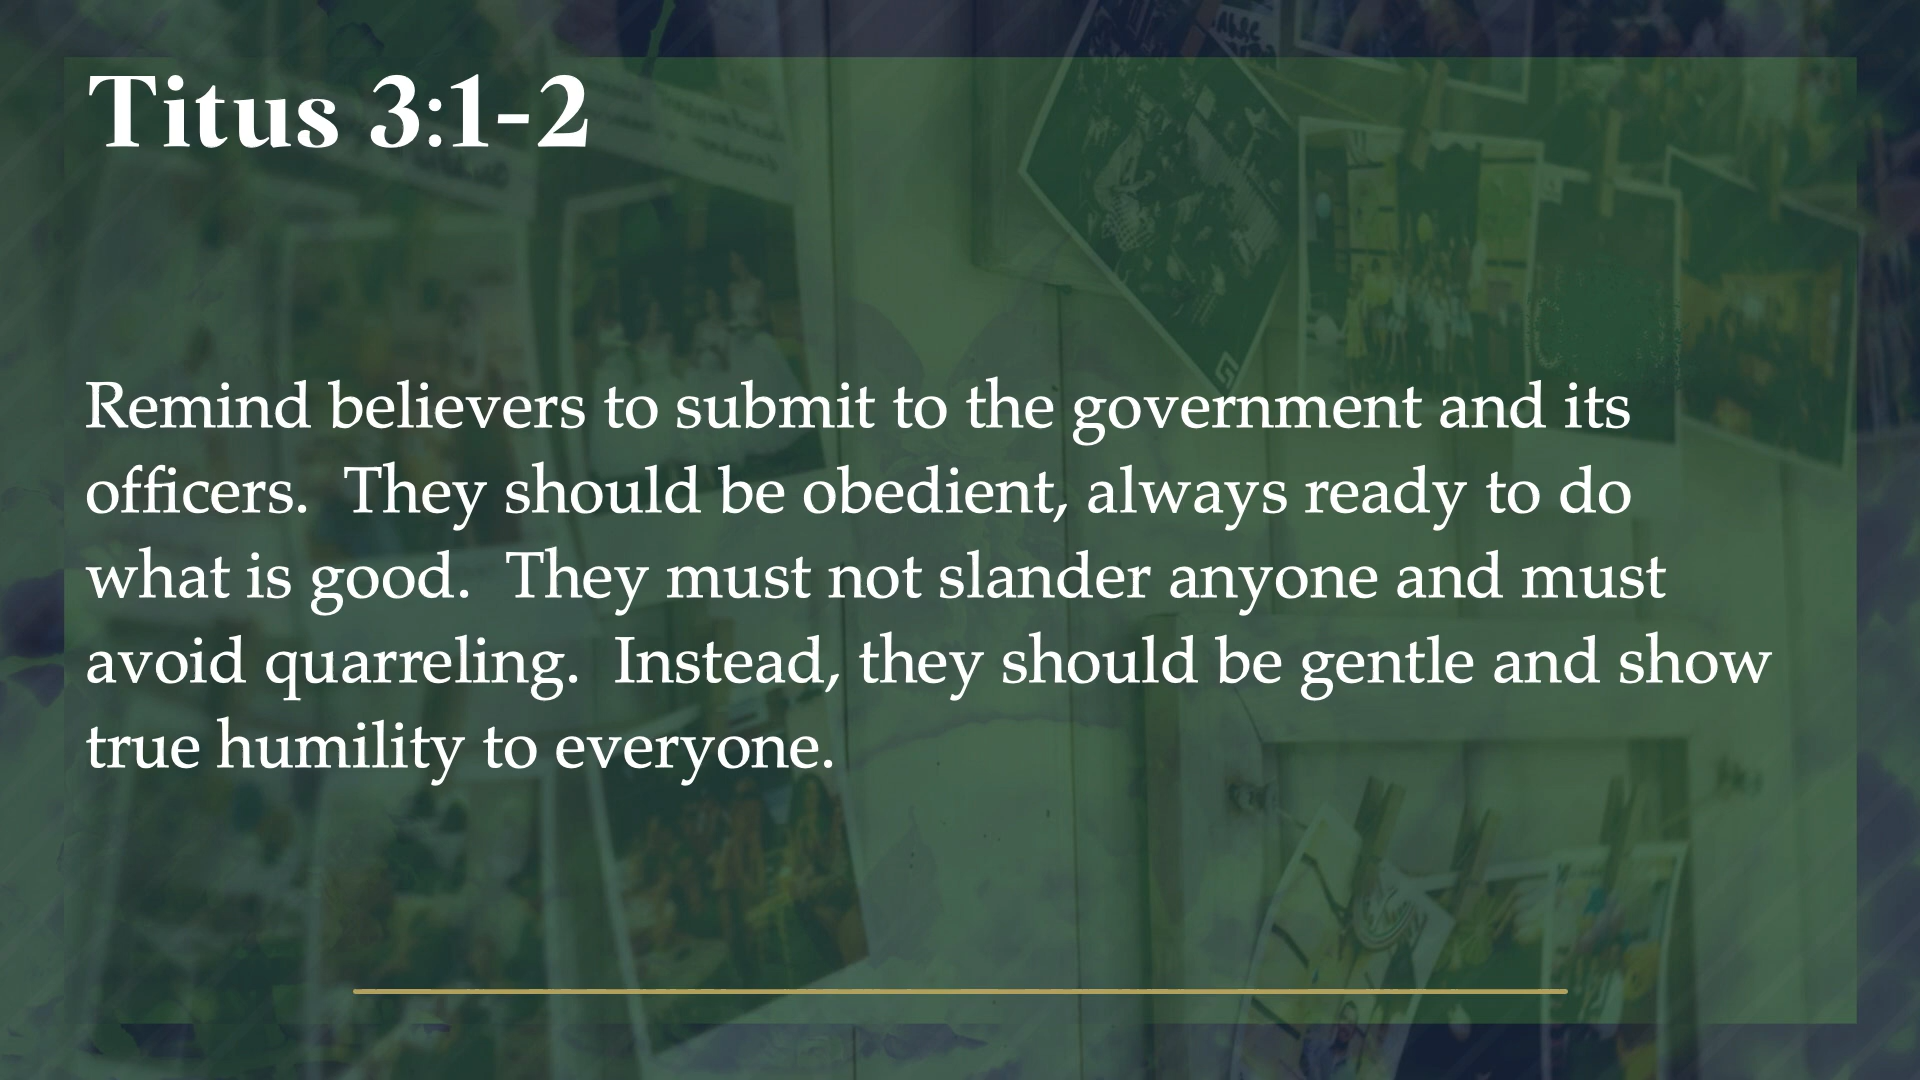 Titus 3:1-2
Remind believers to submit to the government and its
officers.  They should be obedient, always ready to do
what is good.  They must not slander anyone and must
avoid quarreling.  Instead, they should be gentle and show
true humility to everyone.